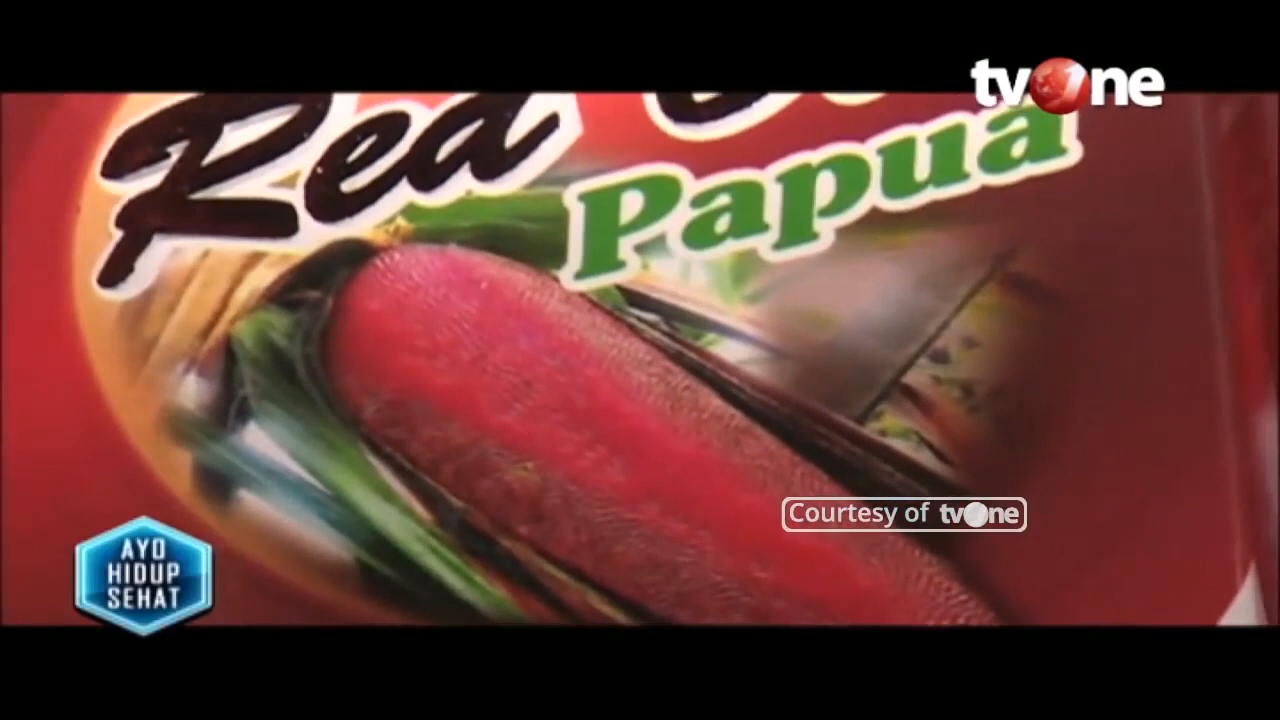 tvOne
Red
Papua
Courtesy of tvOne
AYO
HIDUP
SEHAT